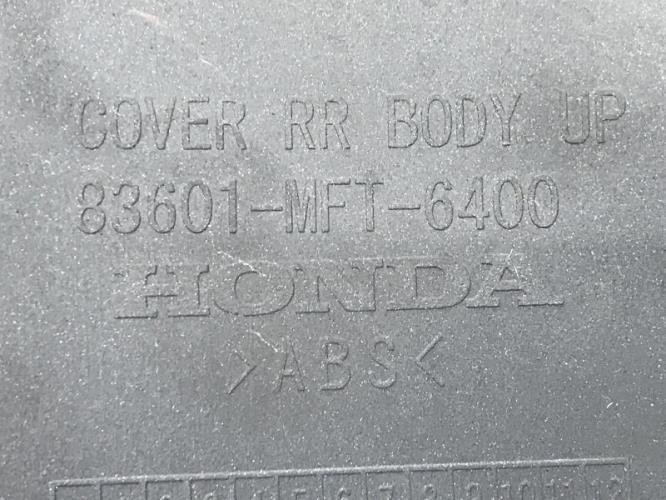 COVER RR BODY UP
83601-MFT-6400
HONDA
>ABS<